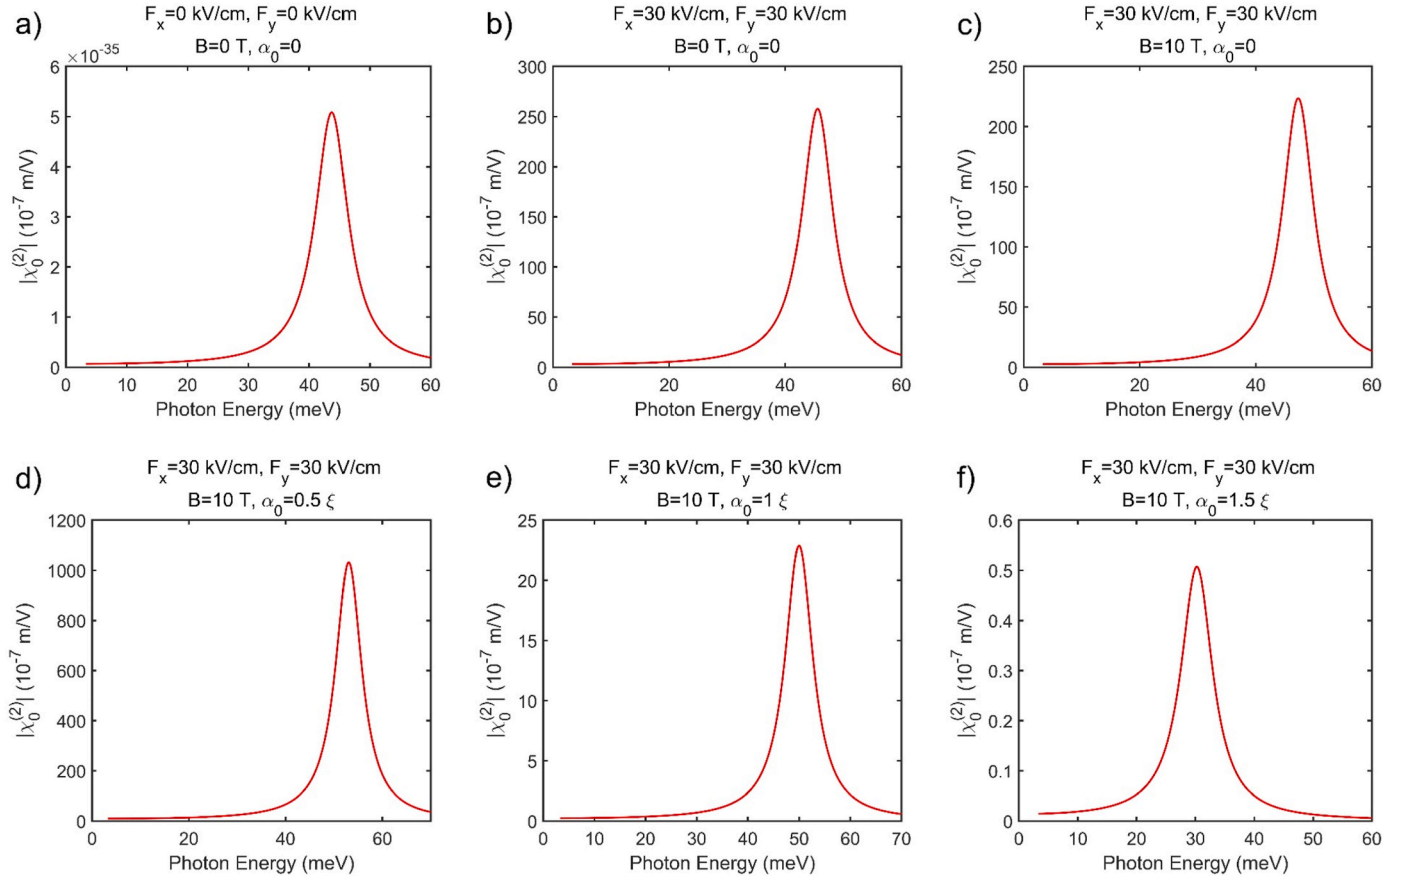 a)
F_x=0 kV/cm, F_y=0 kV/cm
B=0 T, α_0=0
×10^-35
6
5
4
3
2
1
0
0 10 20 30 40 50 60
|χ_0^(2)| (10^-7 m/V)
Photon Energy (meV)
b)
F_x=30 kV/cm, F_y=30 kV/cm
B=0 T, α_0=0
300
250
200
150
100
50
0
0 20 40 60
|χ_0^(2)| (10^-7 m/V)
Photon Energy (meV)
c)
F_x=30 kV/cm, F_y=30 kV/cm
B=10 T, α_0=0
250
200
150
100
50
0
0 20 40 60
|χ_0^(2)| (10^-7 m/V)
Photon Energy (meV)
d)
F_x=30 kV/cm, F_y=30 kV/cm
B=10 T, α_0=0.5 ξ
1200
1000
800
600
400
200
0
0 20 40 60
|χ_0^(2)| (10^-7 m/V)
Photon Energy (meV)
e)
F_x=30 kV/cm, F_y=30 kV/cm
B=10 T, α_0=1 ξ
25
20
15
10
5
0
0 10 20 30 40 50 60 70
|χ_0^(2)| (10^-7 m/V)
Photon Energy (meV)
f)
F_x=30 kV/cm, F_y=30 kV/cm
B=10 T, α_0=1.5 ξ
0.6
0.5
0.4
0.3
0.2
0.1
0
0 10 20 30 40 50 60
|χ_0^(2)| (10^-7 m/V)
Photon Energy (meV)